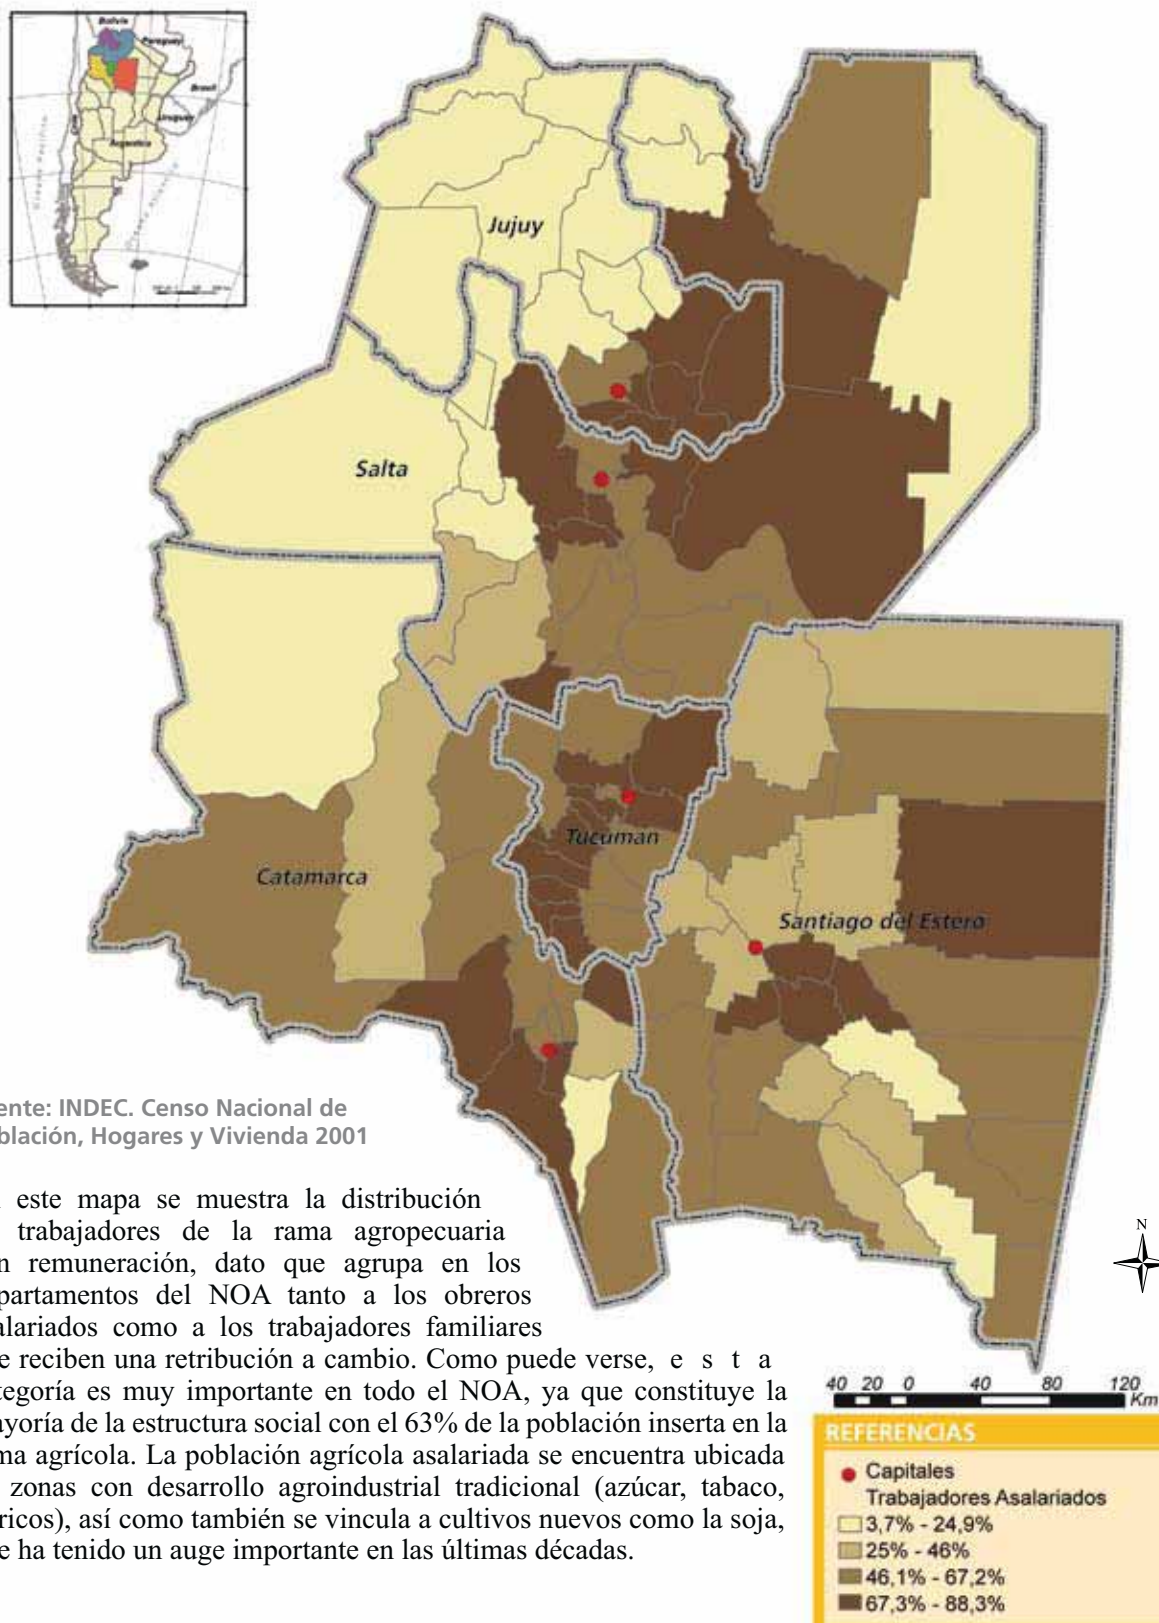 Bolivia
Paraguay
Brasil
Uruguay
Argentina
Jujuy
Salta
Catamarca
Tucumán
Santiago del Estero
ente: INDEC. Censo Nacional de
blación, Hogares y Vivienda 2001
este mapa se muestra la distribución
trabajadores de la rama agropecuaria
n remuneración, dato que agrupa en los
partamentos del NOA tanto a los obreros
alariados como a los trabajadores familiares
e reciben una retribución a cambio. Como puede verse, e s t a
tegoría es muy importante en todo el NOA, ya que constituye la
ayoría de la estructura social con el 63% de la población inserta en la
ma agrícola. La población agrícola asalariada se encuentra ubicada
zonas con desarrollo agroindustrial tradicional (azúcar, tabaco,
ricos), así como también se vincula a cultivos nuevos como la soja,
e ha tenido un auge importante en las últimas décadas.
N
40 20 0 40 80 120
Km
REFERENCIAS
Capitales
Trabajadores Asalariados
3,7% - 24,9%
25% - 46%
46,1% - 67,2%
67,3% - 88,3%